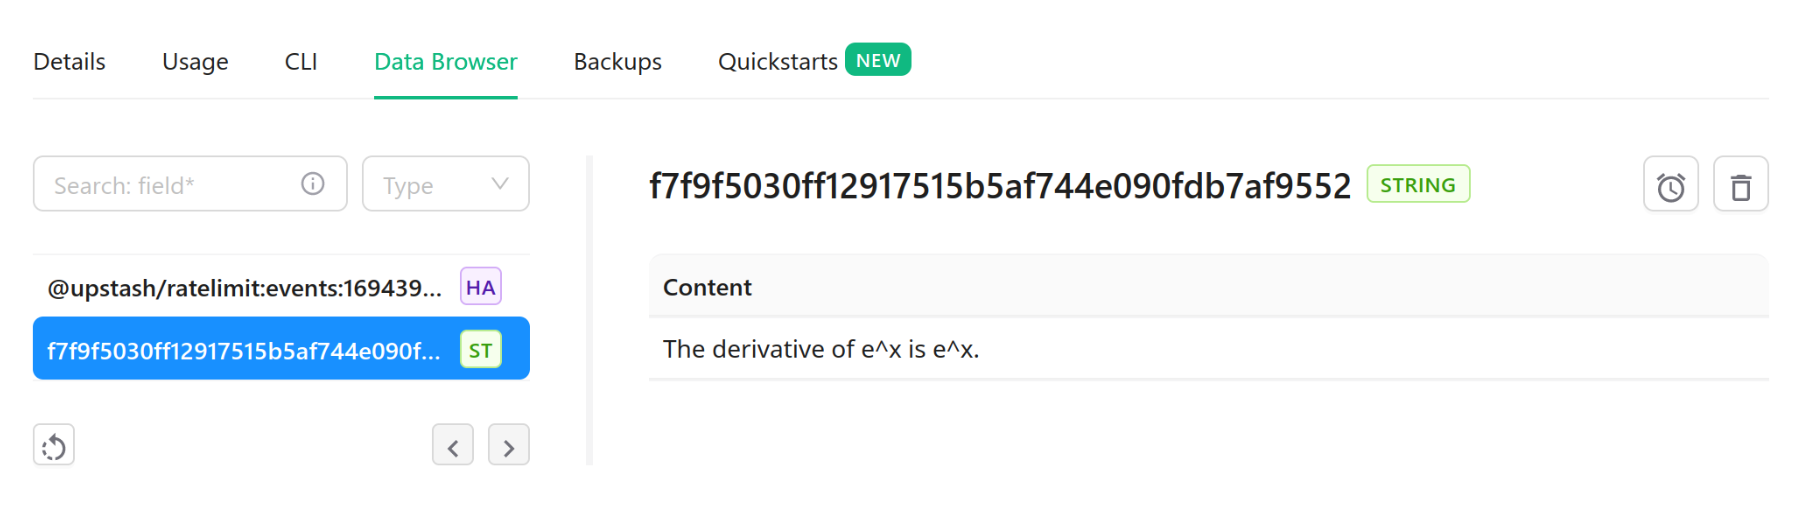 Details Usage CLI Data Browser Backups Quickstarts NEW
Search: field* Type
@upstash/ratelimit:events:169439... HA
f7f9f5030ff12917515b5af744e090f... ST
f7f9f5030ff12917515b5af744e090fdb7af9552 STRING
Content
The derivative of e^x is e^x.